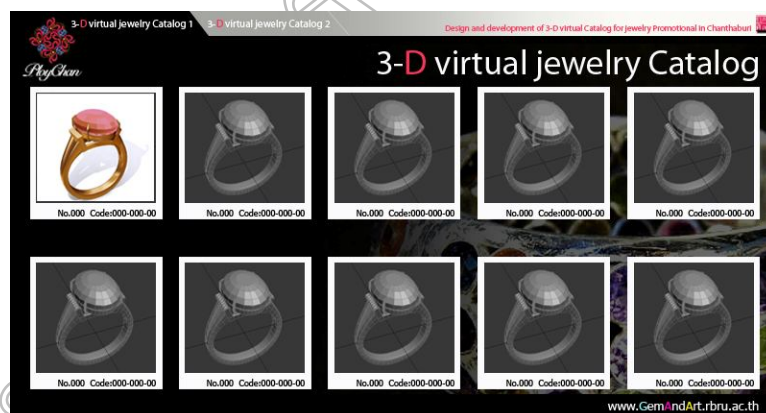 3-D virtual jewelry Catalog 1
3-D virtual jewelry Catalog 2
Design and development of 3-D virtual Catalog for jewelry Promotional In Chanthaburi
PloyChan
3-D virtual jewelry Catalog
No.000 Code:000-000-00
No.000 Code:000-000-00
No.000 Code:000-000-00
No.000 Code:000-000-00
No.000 Code:000-000-00
No.000 Code:000-000-00
No.000 Code:000-000-00
No.000 Code:000-000-00
No.000 Code:000-000-00
No.000 Code:000-000-00
www.GemAndArt.rbru.ac.th